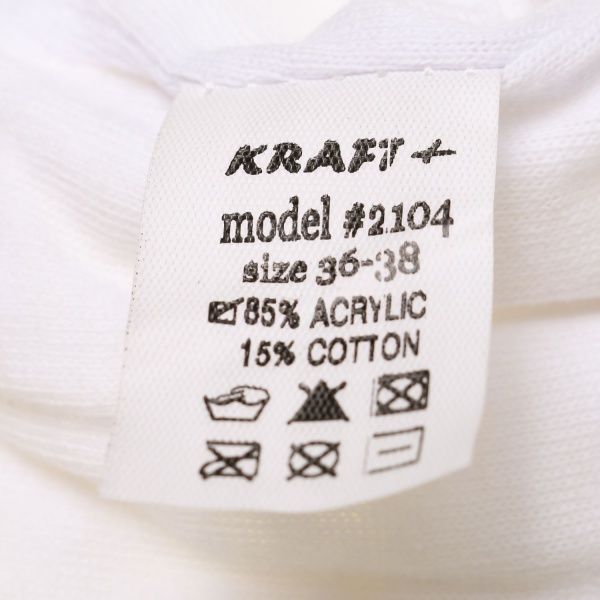 KRAFT +
model #2104
size 36-38
85% ACRYLIC
15% COTTON